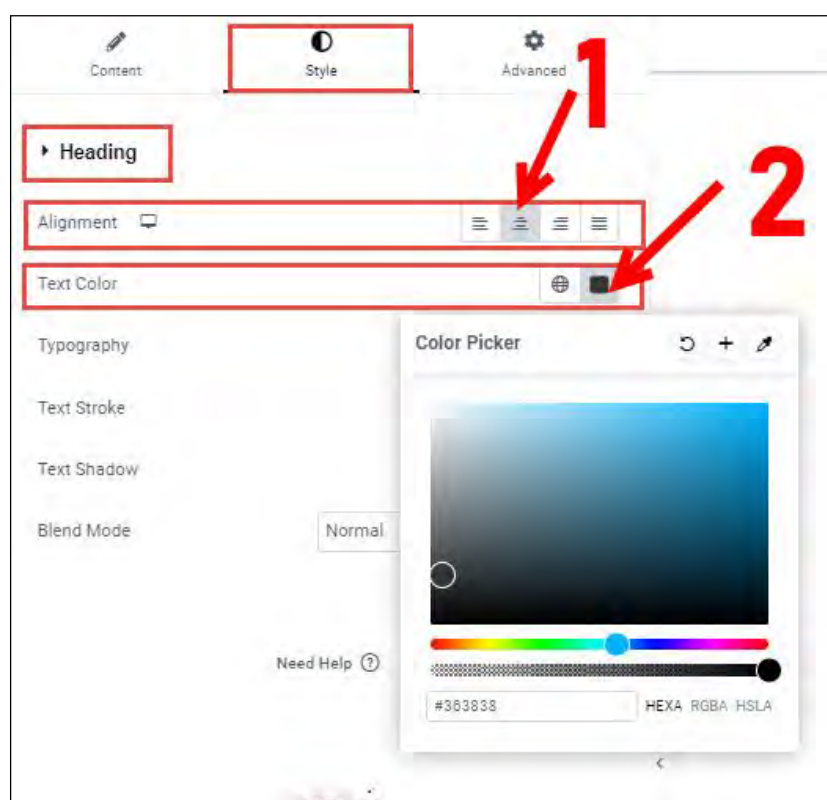 Content Style Advanced
1
Heading
2
Alignment
Text Color
Typography
Color Picker
Text Stroke
Text Shadow
Blend Mode Normal
Need Help ?
#363838 HEXA RGBA HSLA